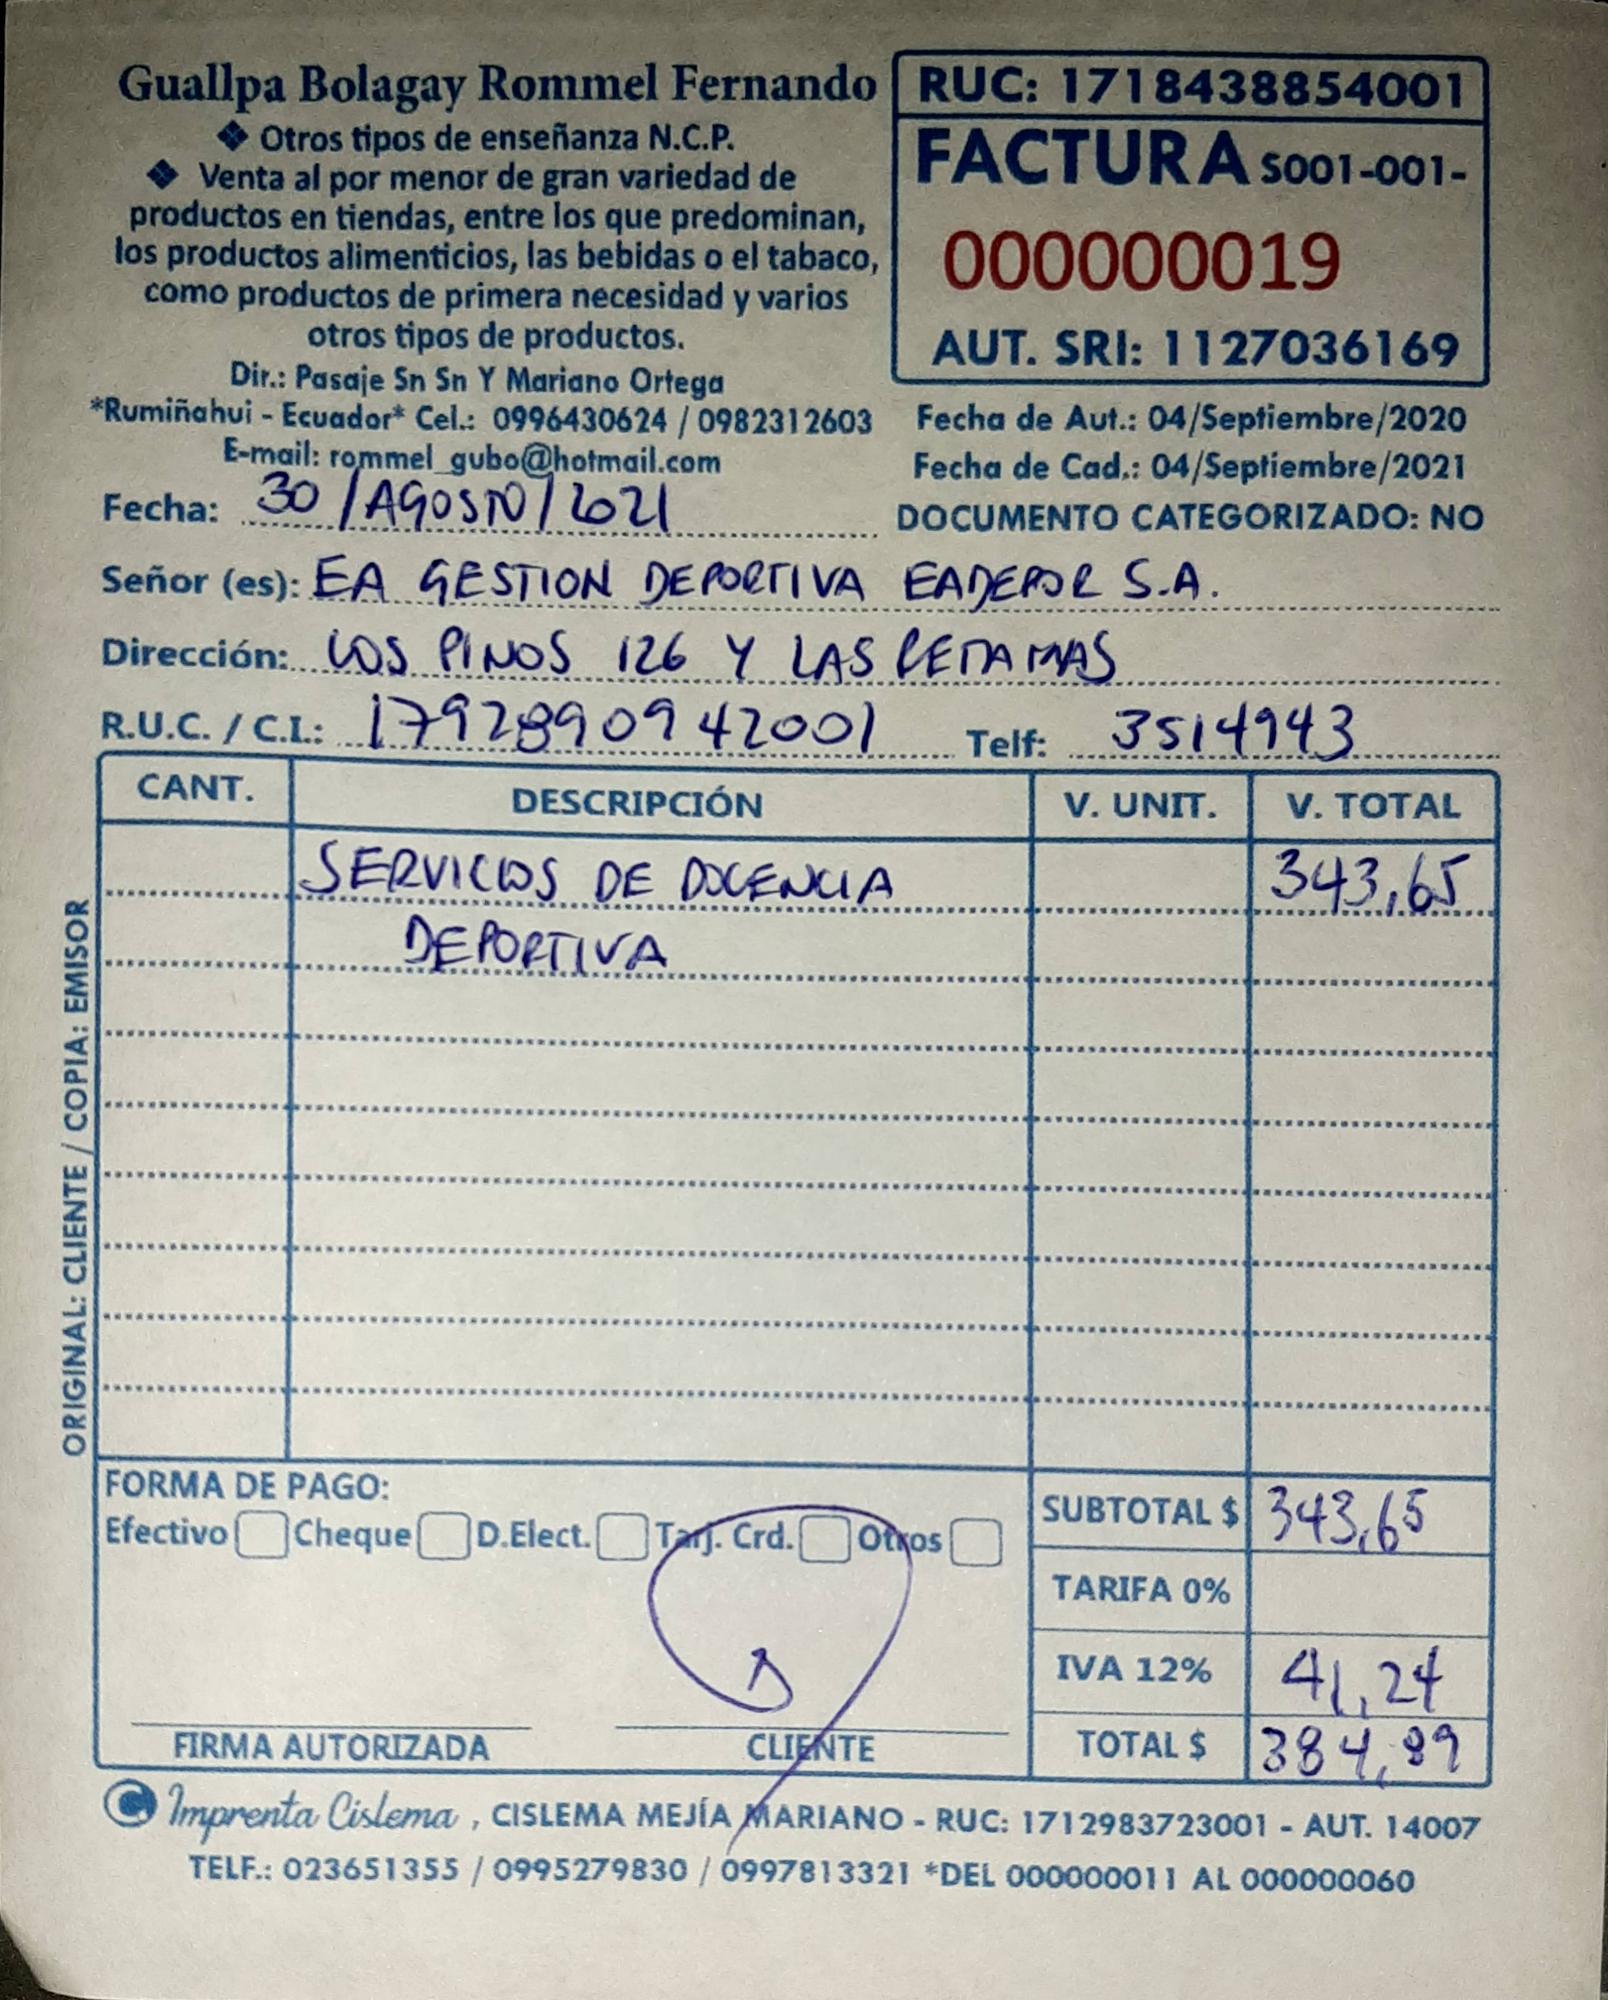 Guallpa Bolagay Rommel Fernando
❖ Otros tipos de enseñanza N.C.P.
❖ Venta al por menor de gran variedad de
productos en tiendas, entre los que predominan,
los productos alimenticios, las bebidas o el tabaco,
como productos de primera necesidad y varios
otros tipos de productos.
Dir.: Pasaje Sn Sn Y Mariano Ortega
*Rumiñahui - Ecuador* Cel.: 0996430624 / 0982312603
E-mail: rommel_gubo@hotmail.com
RUC: 1718438854001
FACTURA S001-001-
000000019
AUT. SRI: 1127036169
Fecha de Aut.: 04/Septiembre/2020
Fecha de Cad.: 04/Septiembre/2021
DOCUMENTO CATEGORIZADO: NO
Fecha: 30/AGOSTO/2021
Señor (es): EA GESTION DEPORTIVA EADEPOR S.A.
Dirección: LOS PINOS 126 Y LAS RETAMAS
R.U.C. / C.I.: 1792890942001 Telf: 3514943
CANT. DESCRIPCIÓN V. UNIT. V. TOTAL
SERVICIOS DE DOCENCIA 343,65
DEPORTIVA
ORIGINAL: CLIENTE / COPIA: EMISOR
FORMA DE PAGO:
Efectivo Cheque D.Elect. Tarj. Crd. Otros
FIRMA AUTORIZADA CLIENTE
SUBTOTAL $ 343,65
TARIFA 0%
IVA 12% 41,24
TOTAL $ 384,89
Imprenta Cislema, CISLEMA MEJÍA MARIANO - RUC: 1712983723001 - AUT. 14007
TELF.: 023651355 / 0995279830 / 0997813321 *DEL 000000011 AL 000000060